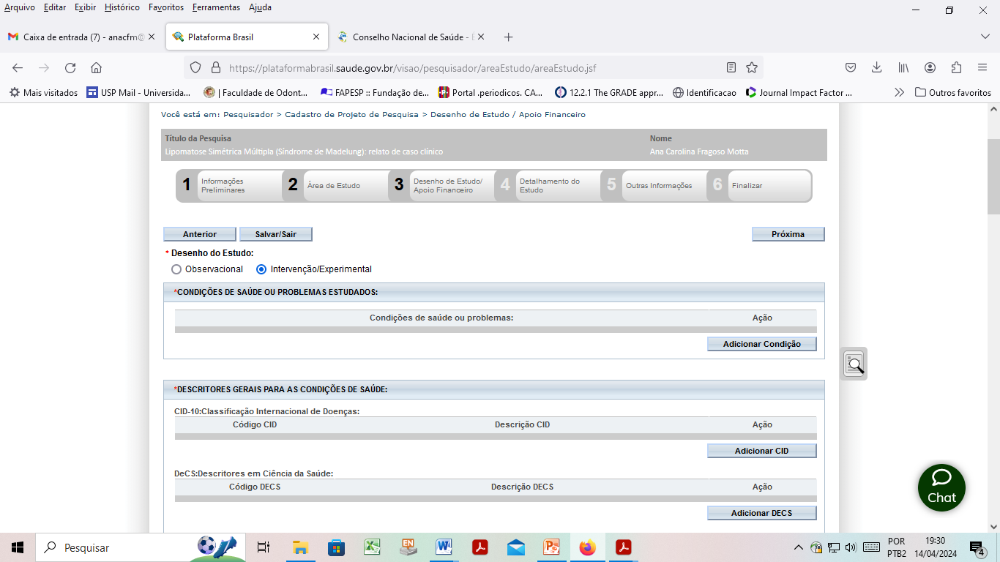 Arquivo Editar Exibir Histórico Favoritos Ferramentas Ajuda
Caixa de entrada (7) - anacfm@
Plataforma Brasil
Conselho Nacional de Saúde -
https://plataformabrasil.saude.gov.br/visao/pesquisador/areaEstudo/areaEstudo.jsf
Mais visitados USP Mail - Universida... | Faculdade de Odont... FAPESP :: Fundação de... Portal .periodicos. CA... 12.2.1 The GRADE appr... Identificacao Journal Impact Factor ... Outros favoritos
Você está em: Pesquisador > Cadastro de Projeto de Pesquisa > Desenho de Estudo / Apoio Financeiro
Título da Pesquisa Nome
Lipomatose Simétrica Múltipla (Síndrome de Madelung): relato de caso clínico Ana Carolina Fragoso Motta
1 Informações Preliminares 2 Área de Estudo 3 Desenho de Estudo/ Apoio Financeiro 4 Detalhamento do Estudo 5 Outras Informações 6 Finalizar
Anterior Salvar/Sair Próxima
* Desenho do Estudo:
Observacional Intervenção/Experimental
*CONDIÇÕES DE SAÚDE OU PROBLEMAS ESTUDADOS:
Condições de saúde ou problemas: Ação
Adicionar Condição
*DESCRITORES GERAIS PARA AS CONDIÇÕES DE SAÚDE:
CID-10:Classificação Internacional de Doenças:
Código CID Descrição CID Ação
Adicionar CID
DeCS:Descritores em Ciência da Saúde:
Código DECS Descrição DECS Ação
Adicionar DECS
Chat
Pesquisar
POR 19:30
PTB2 14/04/2024
4